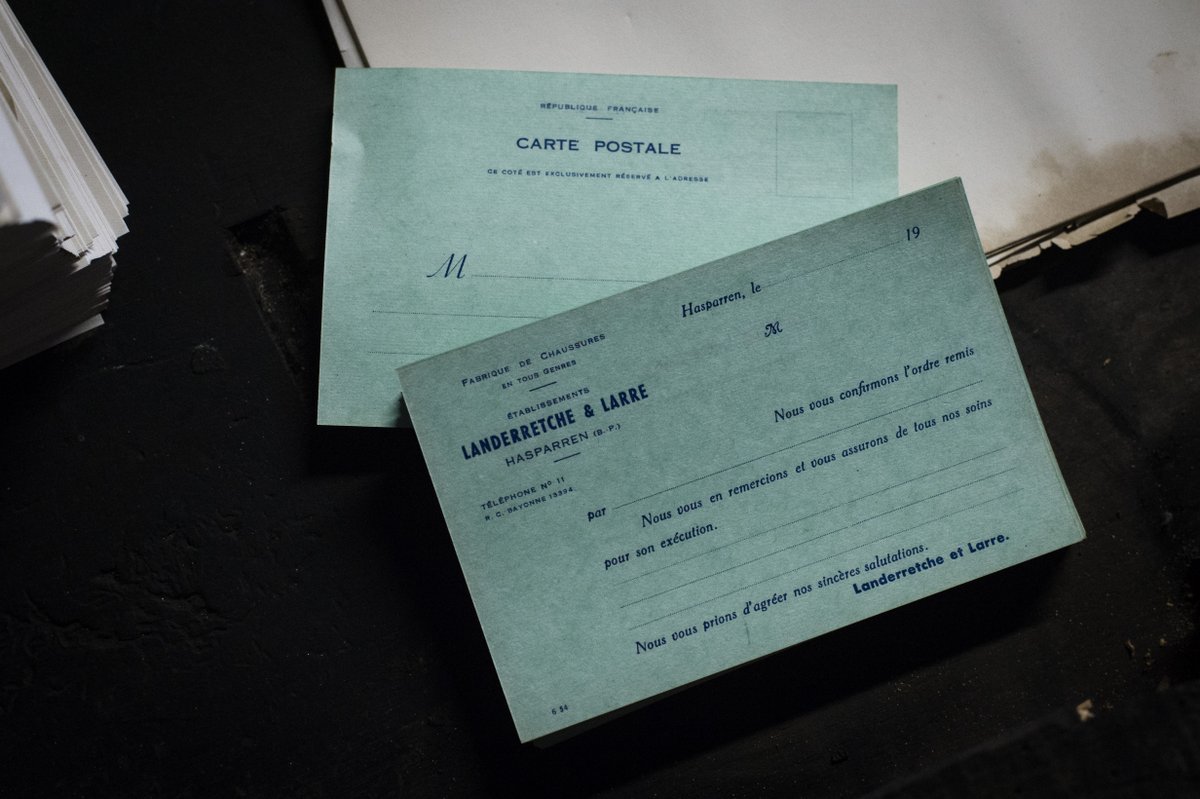 RÉPUBLIQUE FRANÇAISE
CARTE POSTALE
CE COTÉ EST EXCLUSIVEMENT RÉSERVÉ A L'ADRESSE
M
FABRIQUE DE CHAUSSURES
EN TOUS GENRES
ÉTABLISSEMENTS
LANDERRETCHE & LARRE
HASPARREN (B. P.)
TÉLÉPHONE Nº 11
R. C. BAYONNE 13394
Hasparren, le 19
M
Nous vous confirmons l'ordre remis
par
Nous vous en remercions et vous assurons de tous nos soins
pour son exécution.
Nous vous prions d'agréer nos sincères salutations.
Landerretche et Larre.
6 54